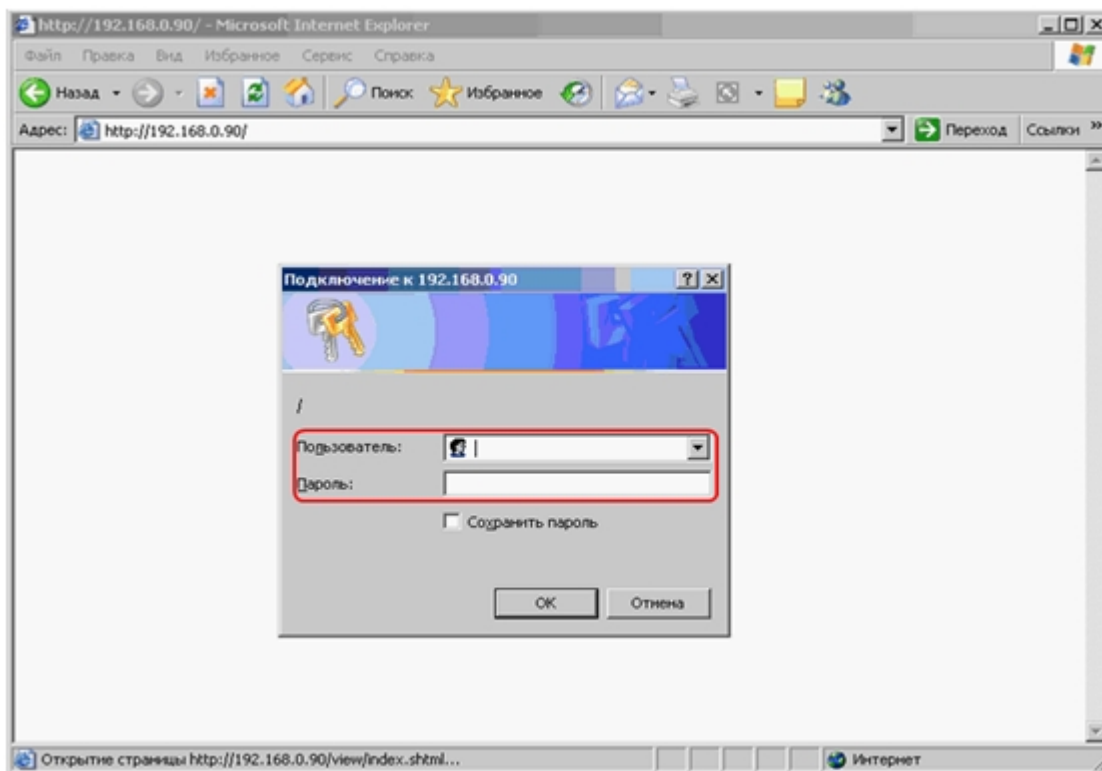 http://192.168.0.90/ - Microsoft Internet Explorer
Файл Правка Вид Избранное Сервис Справка
Назад Поиск Избранное
Адрес: http://192.168.0.90/ Переход Ссылки »
Подключение к 192.168.0.90
/
Пользователь:
Пароль:
Сохранить пароль
OK Отмена
Открытие страницы http://192.168.0.90/view/index.shtml... Интернет